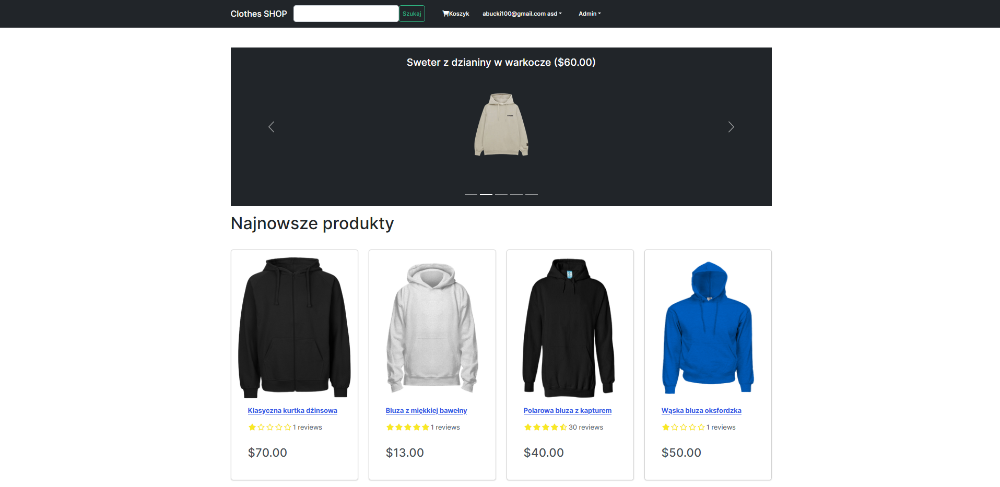 Clothes SHOP
Szukaj
Koszyk
abucki100@gmail.com asd
Admin
Sweter z dzianiny w warkocze ($60.00)
Najnowsze produkty
SB
Klasyczna kurtka dżinsowa
Bluza z miękkiej bawełny
Polarowa bluza z kapturem
Wąska bluza oksfordzka
1 reviews
1 reviews
30 reviews
1 reviews
$70.00
$13.00
$40.00
$50.00